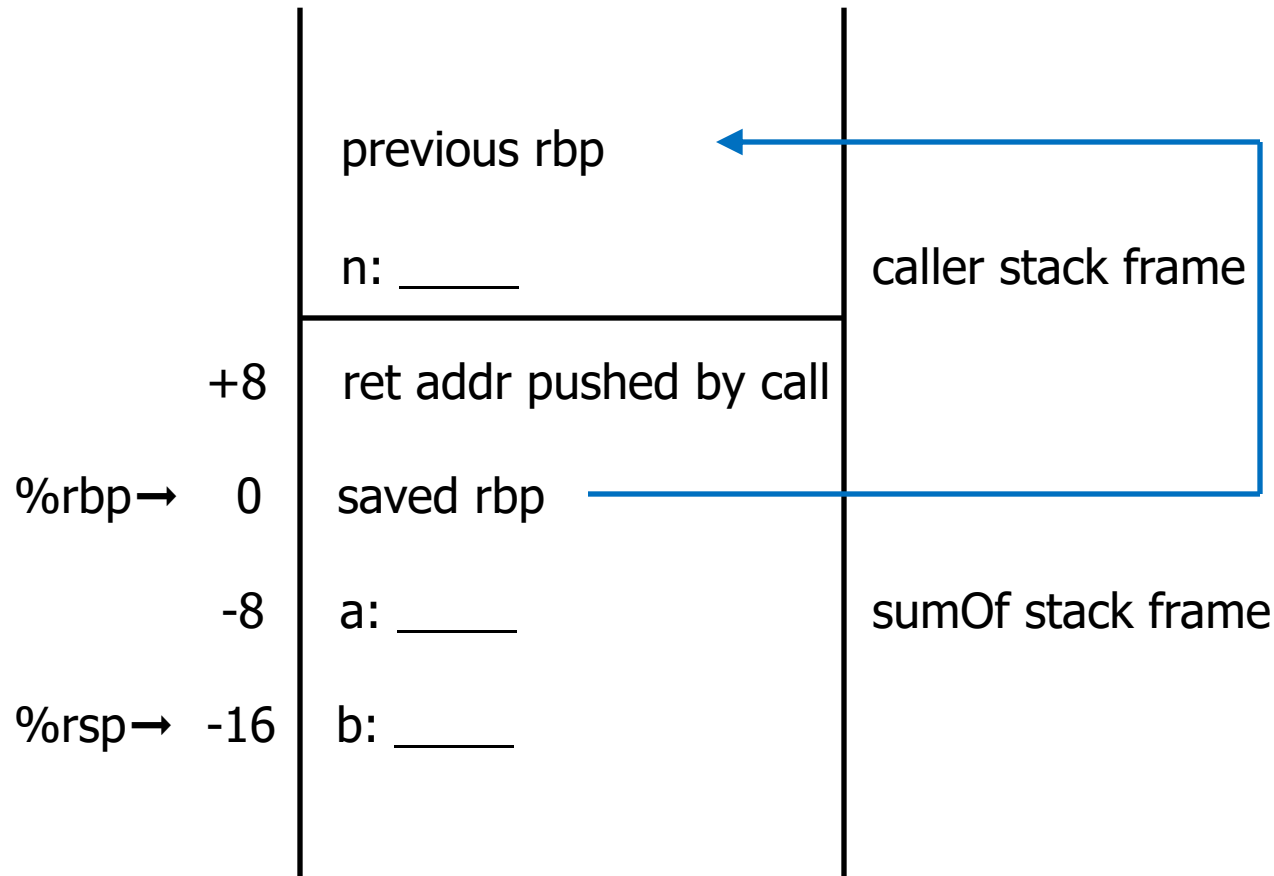 previous rbp
n: _____ caller stack frame
+8 ret addr pushed by call
%rbp→ 0 saved rbp
-8 a: _____ sumOf stack frame
%rsp→ -16 b: _____